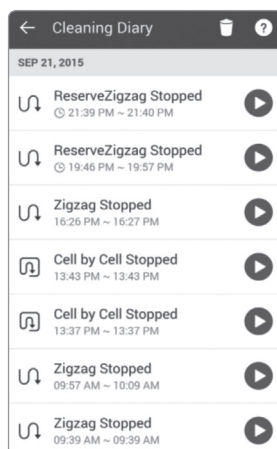 Cleaning Diary
?
SEP 21, 2015
ReserveZigzag Stopped
21:39 PM ~ 21:40 PM
ReserveZigzag Stopped
19:46 PM ~ 19:57 PM
Zigzag Stopped
16:26 PM ~ 16:27 PM
Cell by Cell Stopped
13:43 PM ~ 13:43 PM
Cell by Cell Stopped
13:37 PM ~ 13:37 PM
Zigzag Stopped
09:57 AM ~ 10:09 AM
Zigzag Stopped
09:39 AM ~ 09:39 AM